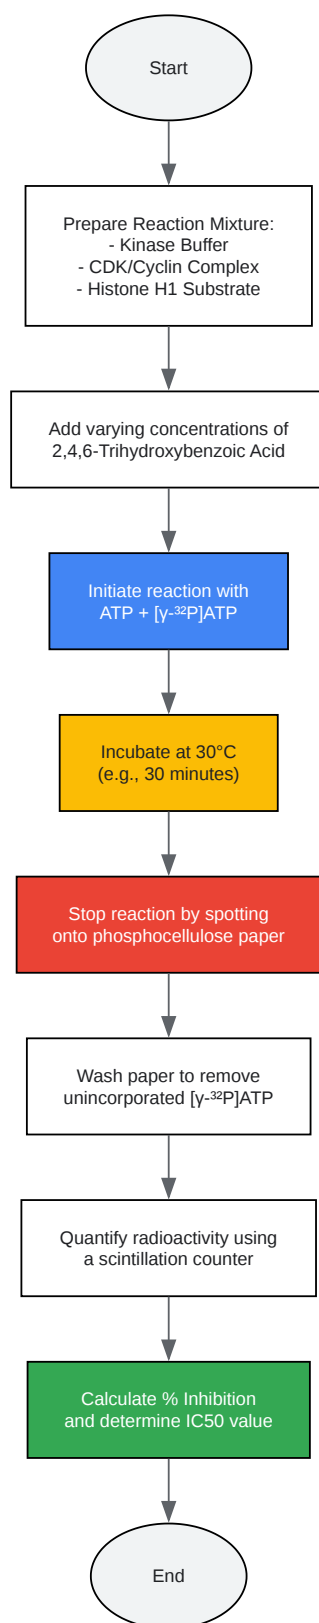 Start
Prepare Reaction Mixture:
- Kinase Buffer
- CDK/Cyclin Complex
- Histone H1 Substrate
Add varying concentrations of
2,4,6-Trihydroxybenzoic Acid
Initiate reaction with
ATP + [γ-³²P]ATP
Incubate at 30°C
(e.g., 30 minutes)
Stop reaction by spotting
onto phosphocellulose paper
Wash paper to remove
unincorporated [γ-³²P]ATP
Quantify radioactivity using
a scintillation counter
Calculate % Inhibition
and determine IC50 value
End